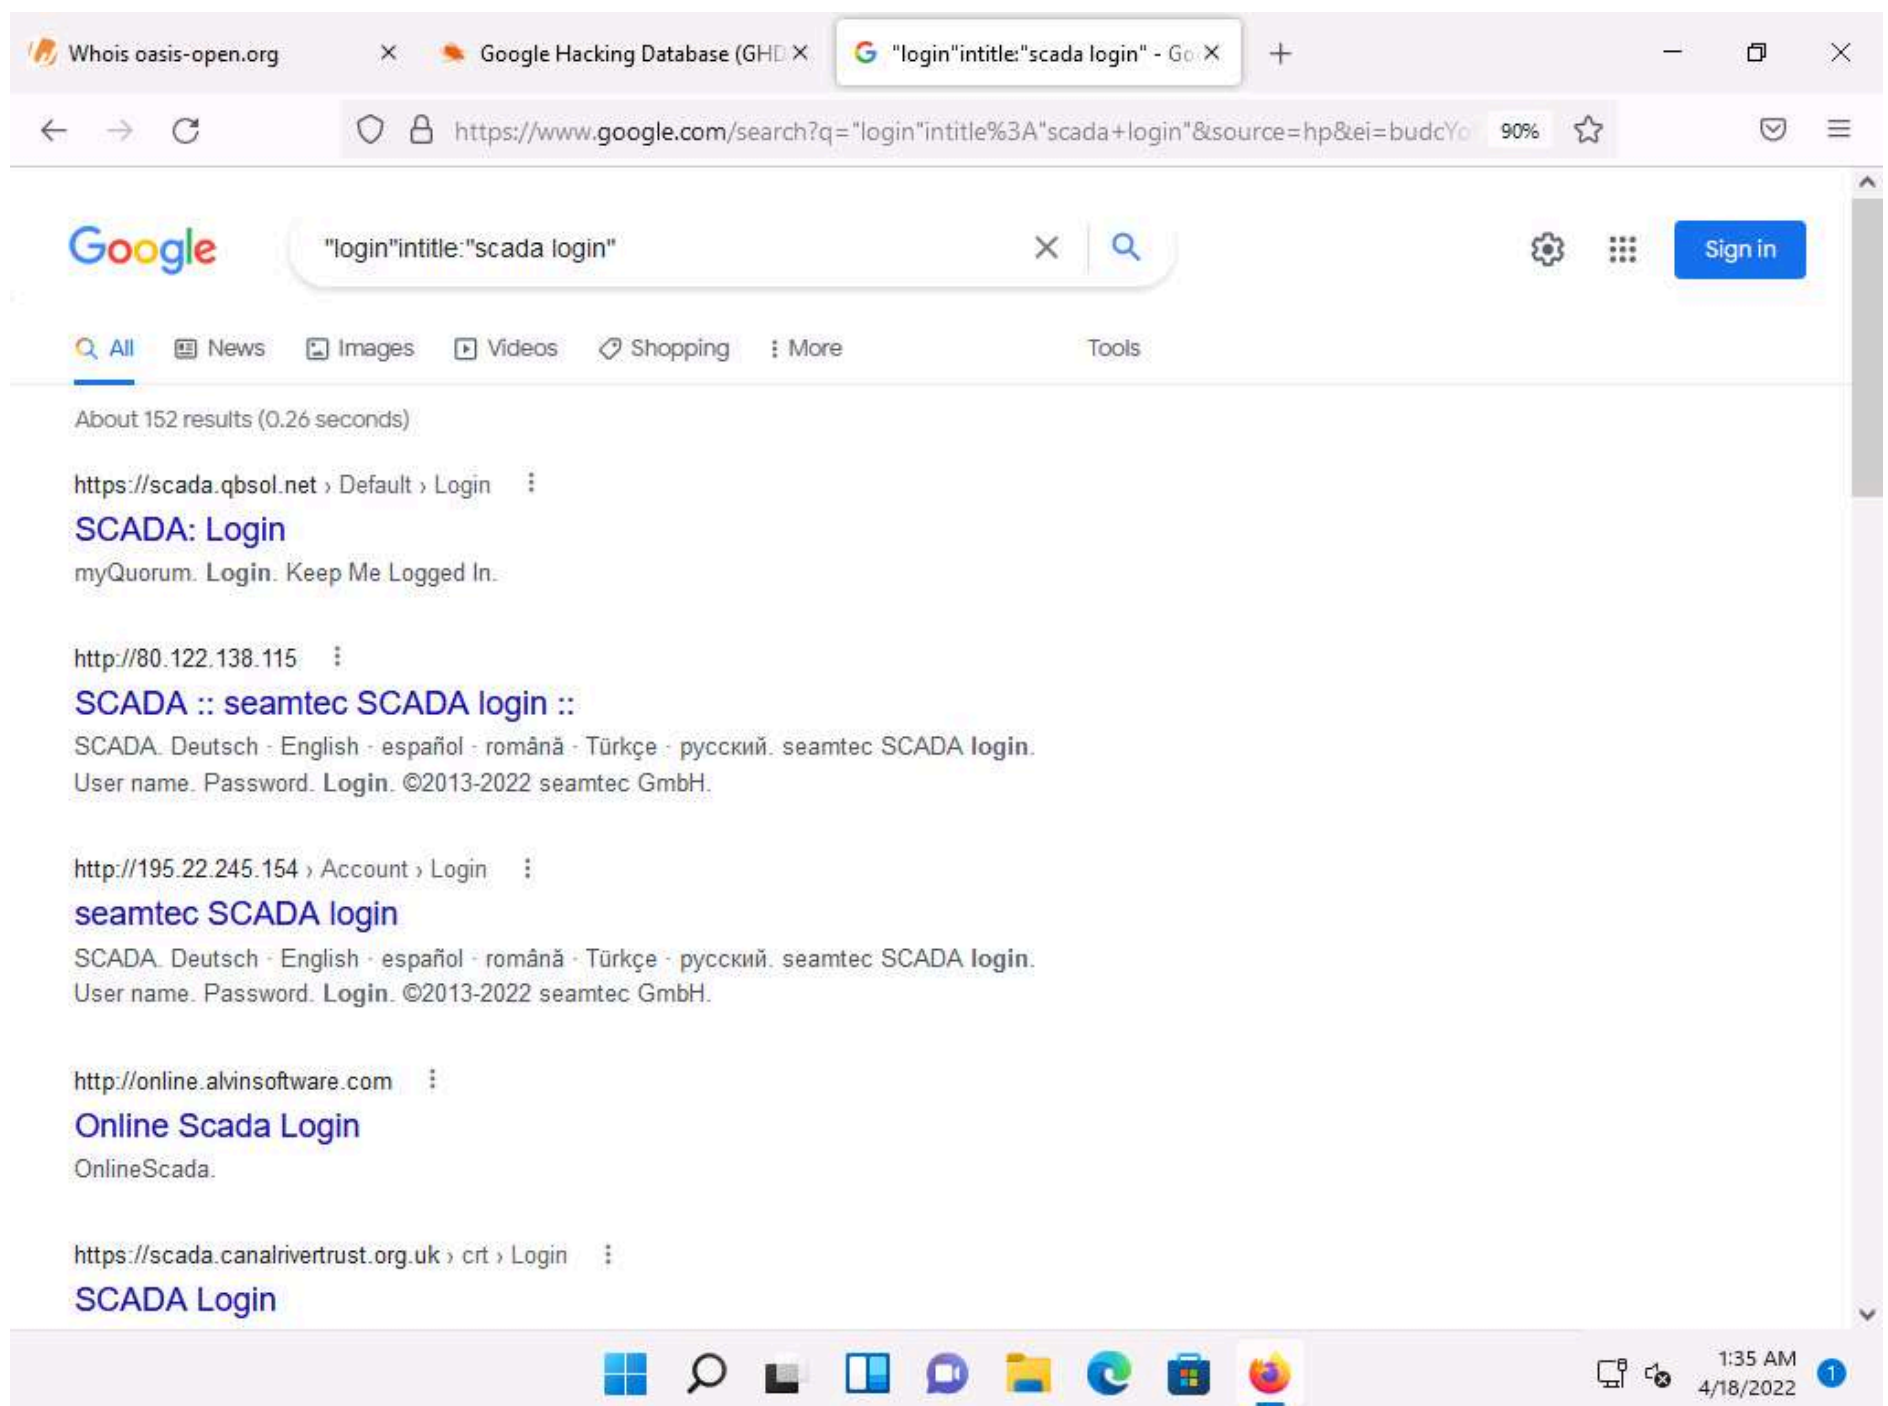 Whois oasis-open.org
Google Hacking Database (GHD
"login"intitle:"scada login" - Go
https://www.google.com/search?q="login"intitle%3A"scada+login"&source=hp&ei=budcYo
90%
Google
"login"intitle:"scada login"
Sign in
All News Images Videos Shopping More Tools
About 152 results (0.26 seconds)
https://scada.qbsol.net › Default › Login
SCADA: Login
myQuorum. Login. Keep Me Logged In.
http://80.122.138.115
SCADA :: seamtec SCADA login ::
SCADA. Deutsch · English · español · română · Türkçe · русский. seamtec SCADA login.
User name. Password. Login. ©2013-2022 seamtec GmbH.
http://195.22.245.154 › Account › Login
seamtec SCADA login
SCADA. Deutsch · English · español · română · Türkçe · русский. seamtec SCADA login.
User name. Password. Login. ©2013-2022 seamtec GmbH.
http://online.alvinsoftware.com
Online Scada Login
OnlineScada.
https://scada.canalrivertrust.org.uk › crt › Login
SCADA Login
1:35 AM
4/18/2022
1